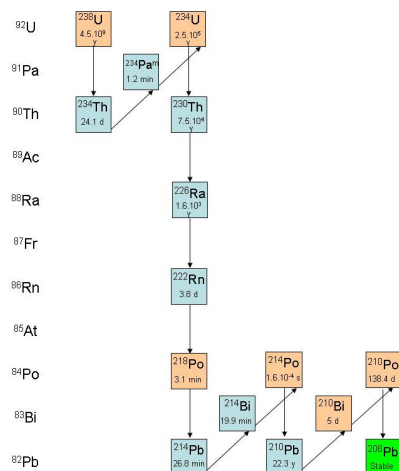 92U
238U
4.5.10⁹
y
234U
2.5.10⁵
y
91Pa
234Paᵐ
1.2 min
90Th
234Th
24.1 d
230Th
7.5.10⁴
y
89Ac
88Ra
226Ra
1.6.10³
y
87Fr
86Rn
222Rn
3.8 d
85At
84Po
218Po
3.1 min
214Po
1.6.10⁻⁴ s
210Po
138.4 d
83Bi
214Bi
19.9 min
210Bi
5 d
82Pb
214Pb
26.8 min
210Pb
22.3 y
206Pb
Stable